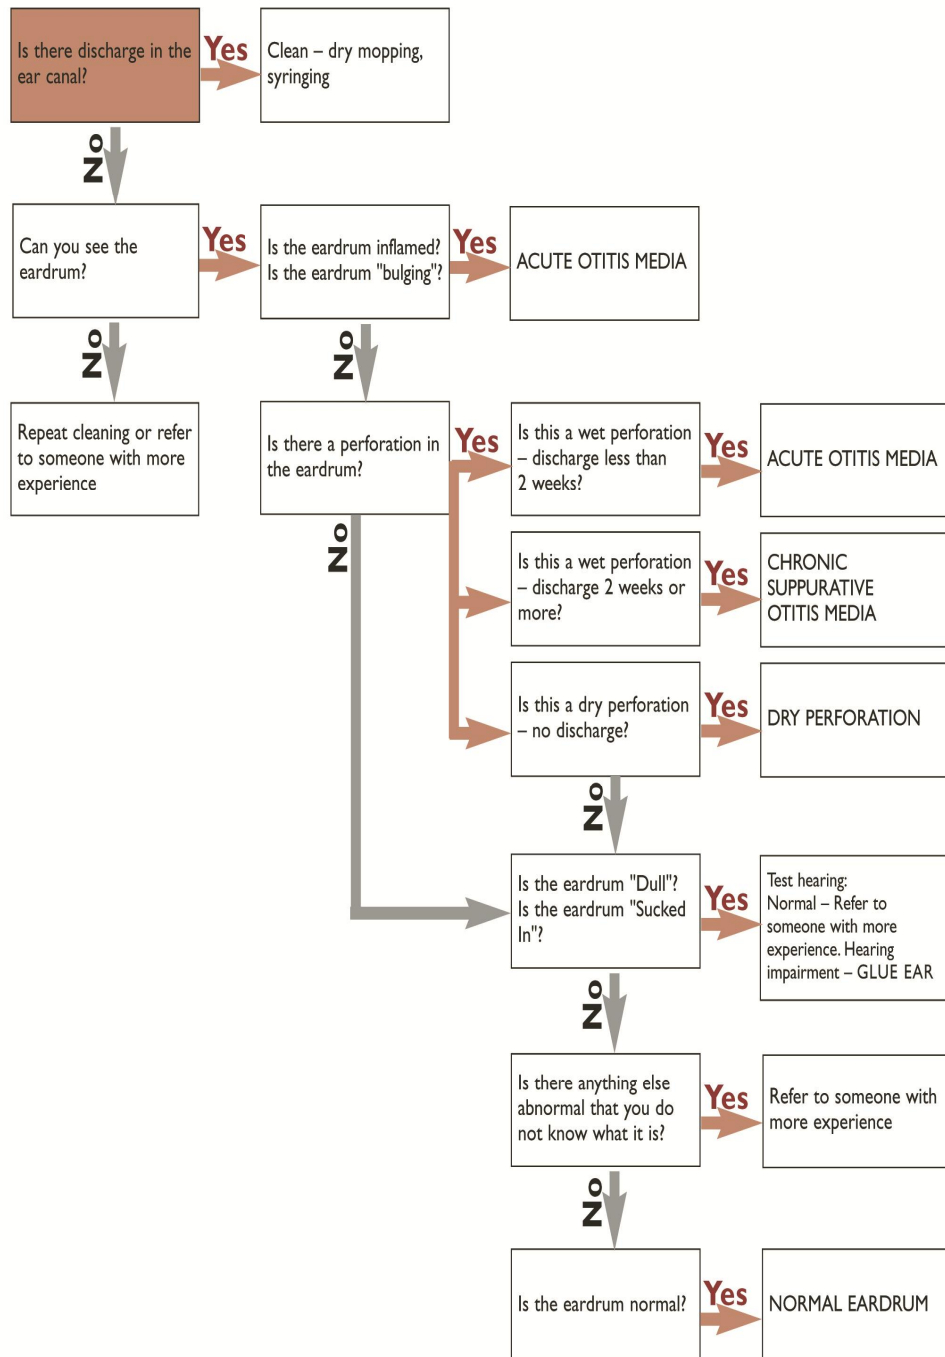 Is there discharge in the
ear canal?
Yes
Clean – dry mopping,
syringing
No
Can you see the
eardrum?
Yes
Is the eardrum inflamed?
Is the eardrum "bulging"?
Yes
ACUTE OTITIS MEDIA
No
No
Repeat cleaning or refer
to someone with more
experience
Is there a perforation in
the eardrum?
Yes
Is this a wet perforation
– discharge less than
2 weeks?
Yes
ACUTE OTITIS MEDIA
No
Is this a wet perforation
– discharge 2 weeks or
more?
Yes
CHRONIC
SUPPURATIVE
OTITIS MEDIA
Is this a dry perforation
– no discharge?
Yes
DRY PERFORATION
No
Is the eardrum "Dull"?
Is the eardrum "Sucked
In"?
Yes
Test hearing:
Normal – Refer to
someone with more
experience. Hearing
impairment – GLUE EAR
No
Is there anything else
abnormal that you do
not know what it is?
Yes
Refer to someone with
more experience
No
Is the eardrum normal?
Yes
NORMAL EARDRUM